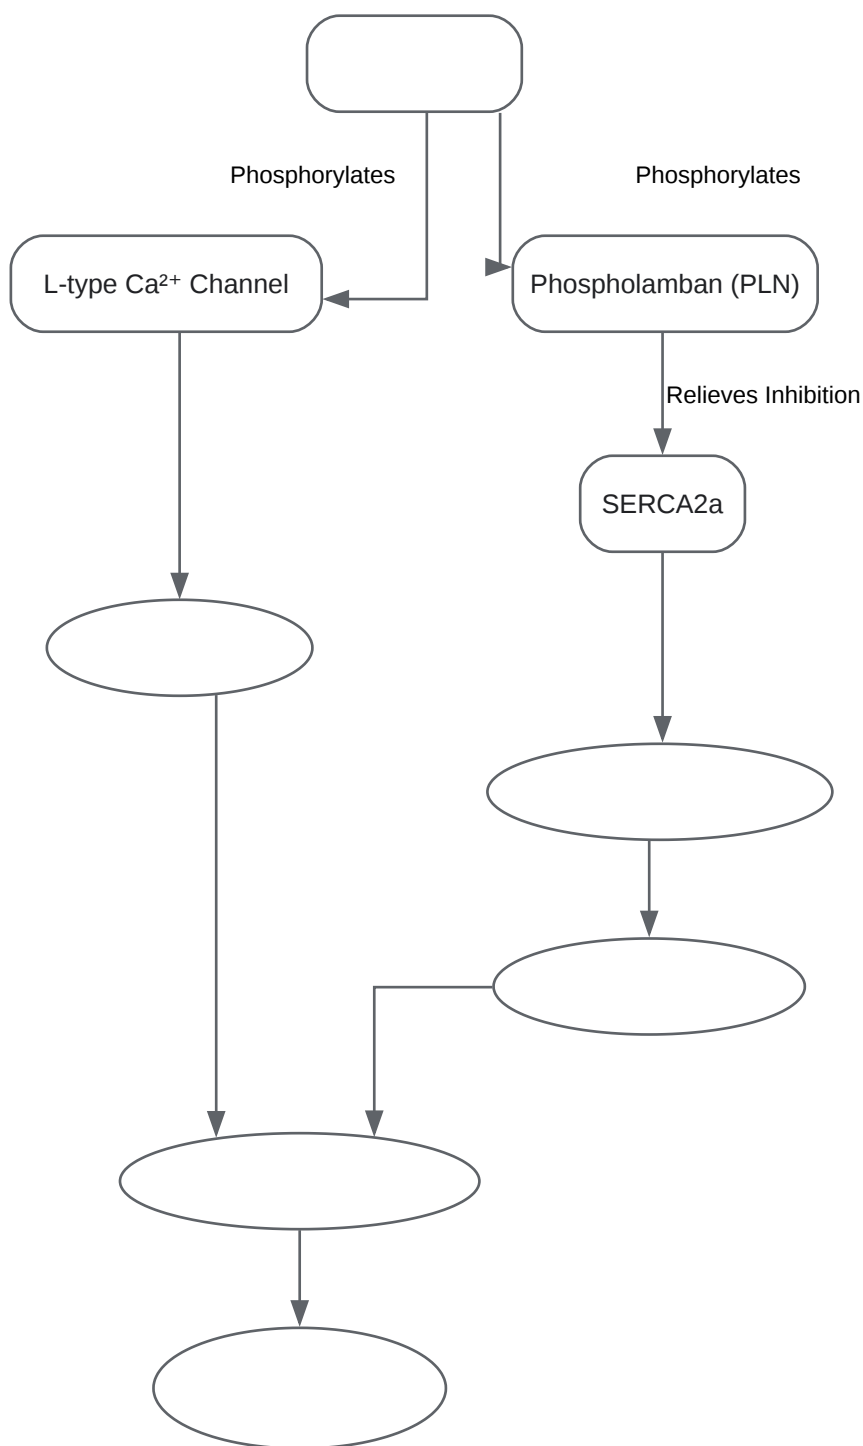 Phosphorylates
Phosphorylates
L-type Ca²⁺ Channel
Phospholamban (PLN)
Relieves Inhibition
SERCA2a